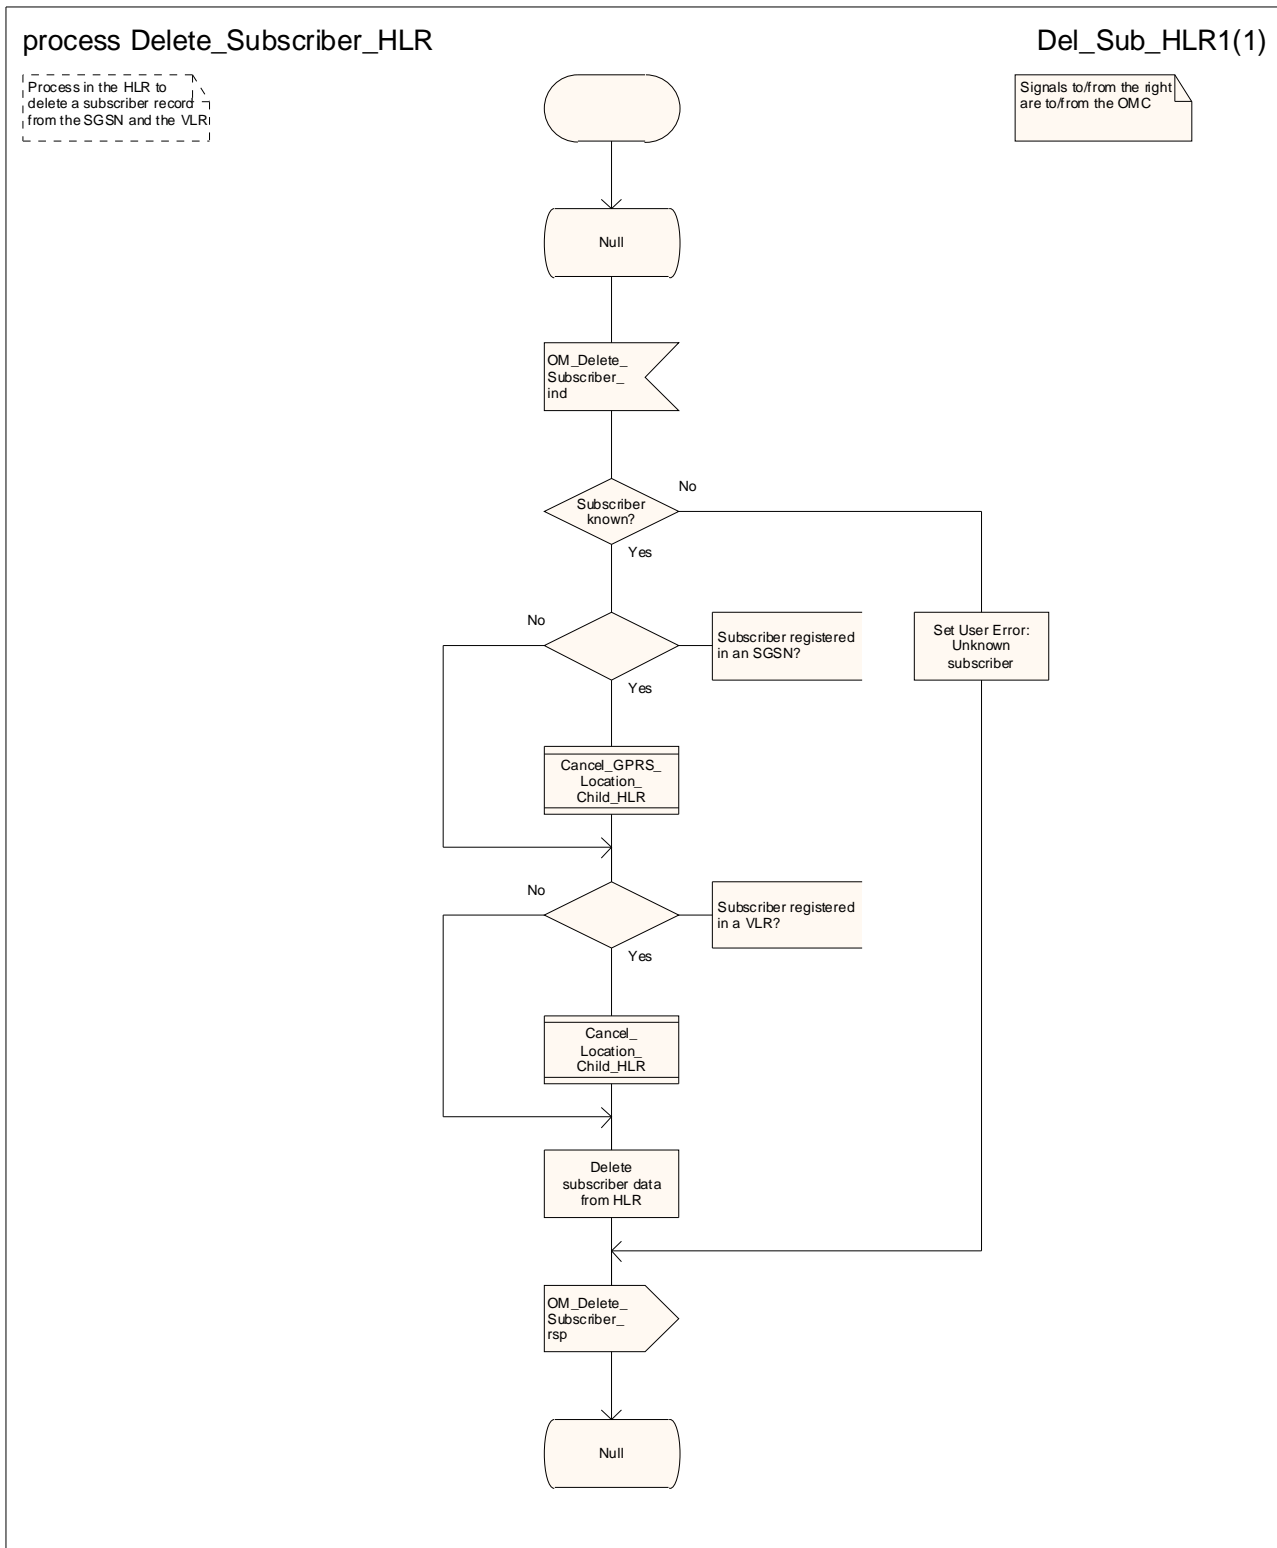 process Delete_Subscriber_HLR
Del_Sub_HLR1(1)
Process in the HLR to
delete a subscriber record
from the SGSN and the VLR
Signals to/from the right
are to/from the OMC
Null
OM_Delete_
Subscriber_
ind
Subscriber
known?
No
Yes
No
Subscriber registered
in an SGSN?
Set User Error:
Unknown
subscriber
Yes
Cancel_GPRS_
Location_
Child_HLR
No
Subscriber registered
in a VLR?
Yes
Cancel_
Location_
Child_HLR
Delete
subscriber data
from HLR
OM_Delete_
Subscriber_
rsp
Null